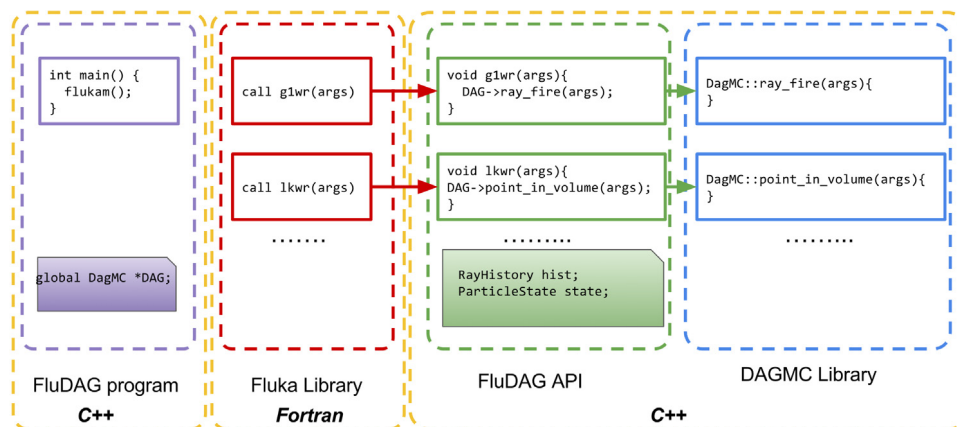 int main() {
flukam();
}
global DagMC *DAG;
FluDAG program
C++
call g1wr(args)
call lkwr(args)
.......
Fluka Library
Fortran
void g1wr(args){
DAG->ray_fire(args);
}
void lkwr(args){
DAG->point_in_volume(args);
}
.........
RayHistory hist;
ParticleState state;
FluDAG API
DagMC::ray_fire(args){
}
DagMC::point_in_volume(args){
}
.........
DAGMC Library
C++